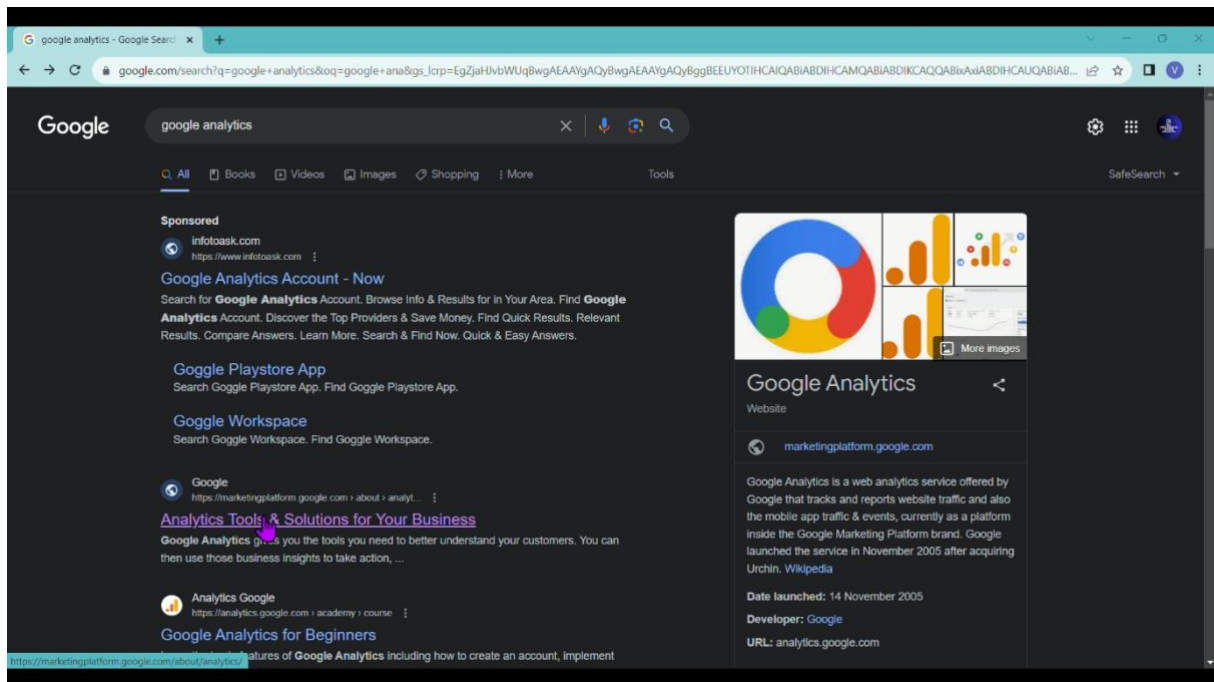 google analytics - Google Searc
google.com/search?q=google+analytics&oq=google+ana&gs_lcrp=
Google
google analytics
All Books Videos Images Shopping More Tools SafeSearch
Sponsored
infotoask.com
https://www.infotoask.com
Google Analytics Account - Now
Search for Google Analytics Account. Browse Info & Results for in Your Area. Find Google
Analytics Account. Discover the Top Providers & Save Money. Find Quick Results. Relevant
Results. Compare Answers. Learn More. Search & Find Now. Quick & Easy Answers.
Goggle Playstore App
Search Goggle Playstore App. Find Goggle Playstore App.
Goggle Workspace
Search Goggle Workspace. Find Goggle Workspace.
Google
https://marketingplatform.google.com › about › analyt...
Analytics Tools & Solutions for Your Business
Google Analytics gives you the tools you need to better understand your customers. You can
then use those business insights to take action, ...
Analytics Google
https://analytics.google.com › academy › course
Google Analytics for Beginners
atures of Google Analytics including how to create an account, implement
https://marketingplatform.google.com/about/analytics/
More images
Google Analytics
Website
marketingplatform.google.com
Google Analytics is a web analytics service offered by
Google that tracks and reports website traffic and also
the mobile app traffic & events, currently as a platform
inside the Google Marketing Platform brand. Google
launched the service in November 2005 after acquiring
Urchin. Wikipedia
Date launched: 14 November 2005
Developer: Google
URL: analytics.google.com
V